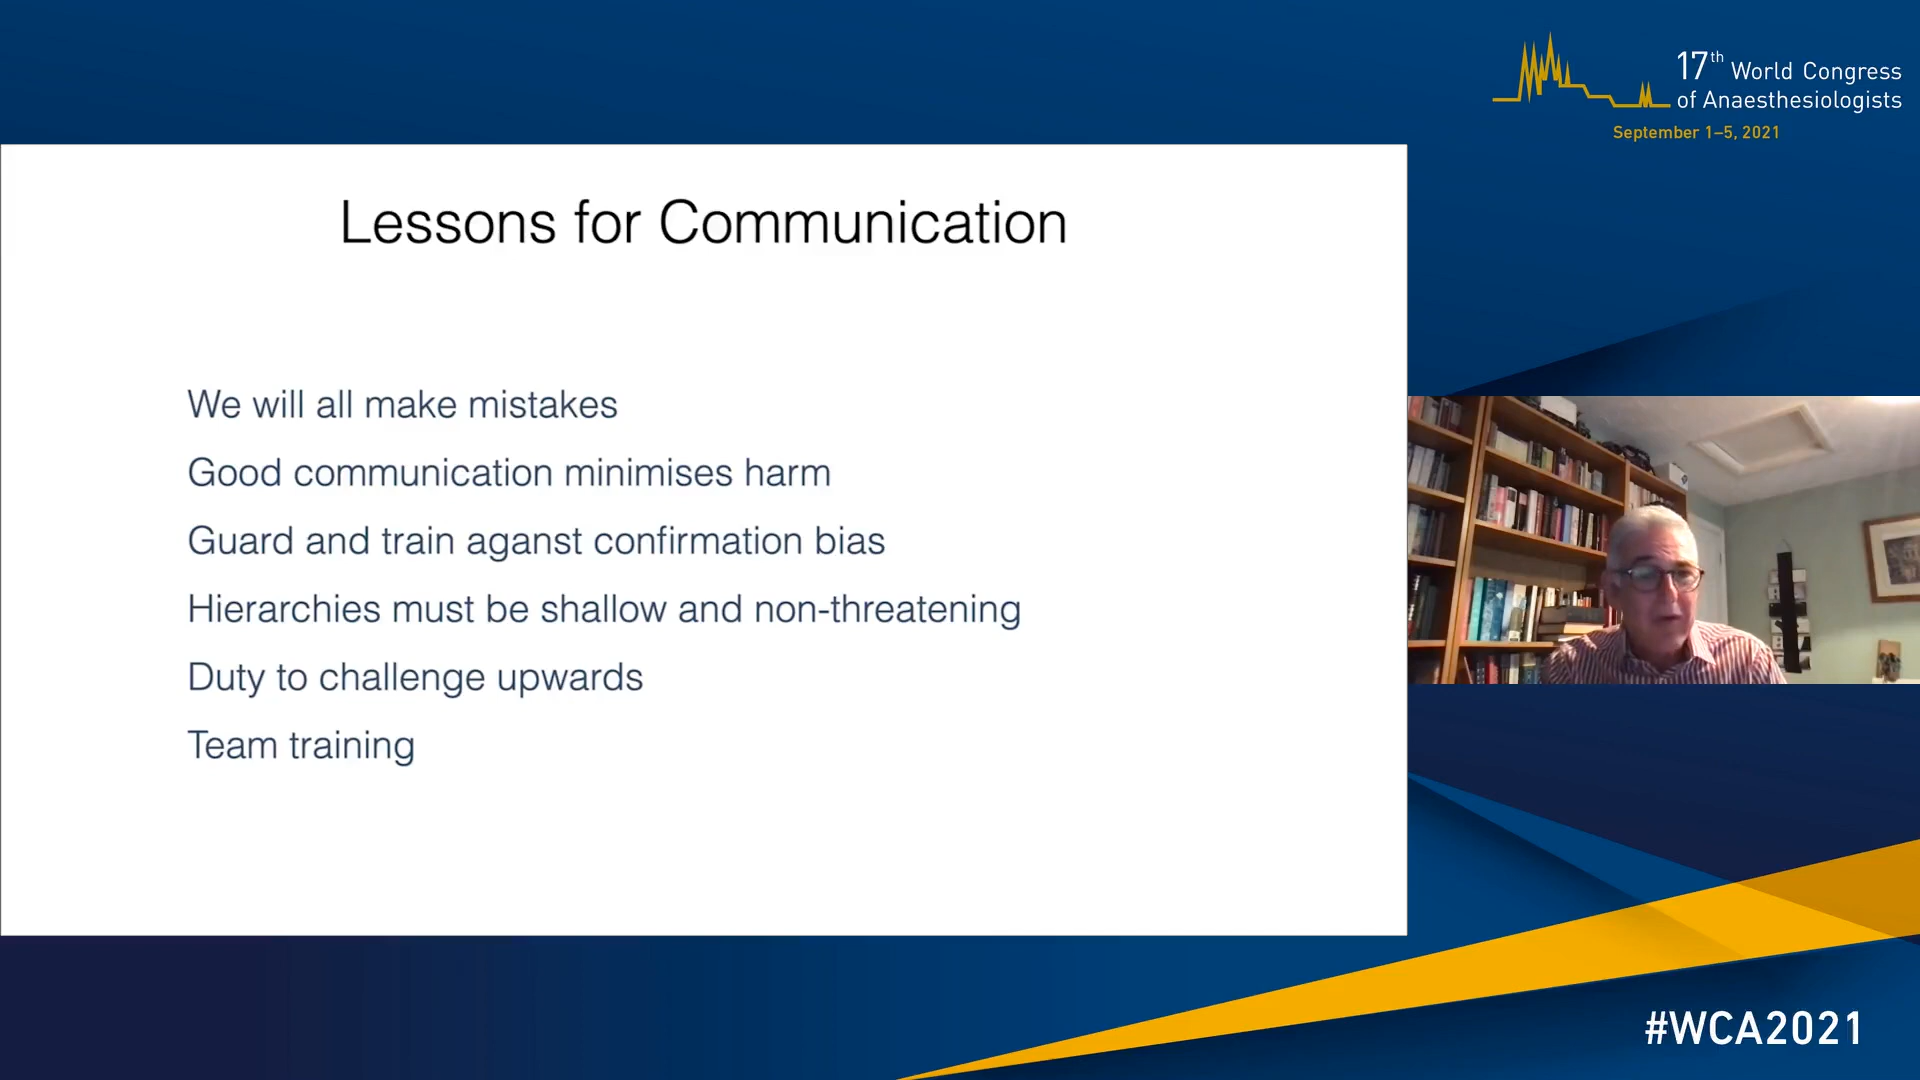 17th World Congress
of Anaesthesiologists
September 1–5, 2021
Lessons for Communication
We will all make mistakes
Good communication minimises harm
Guard and train aganst confirmation bias
Hierarchies must be shallow and non-threatening
Duty to challenge upwards
Team training
#WCA2021